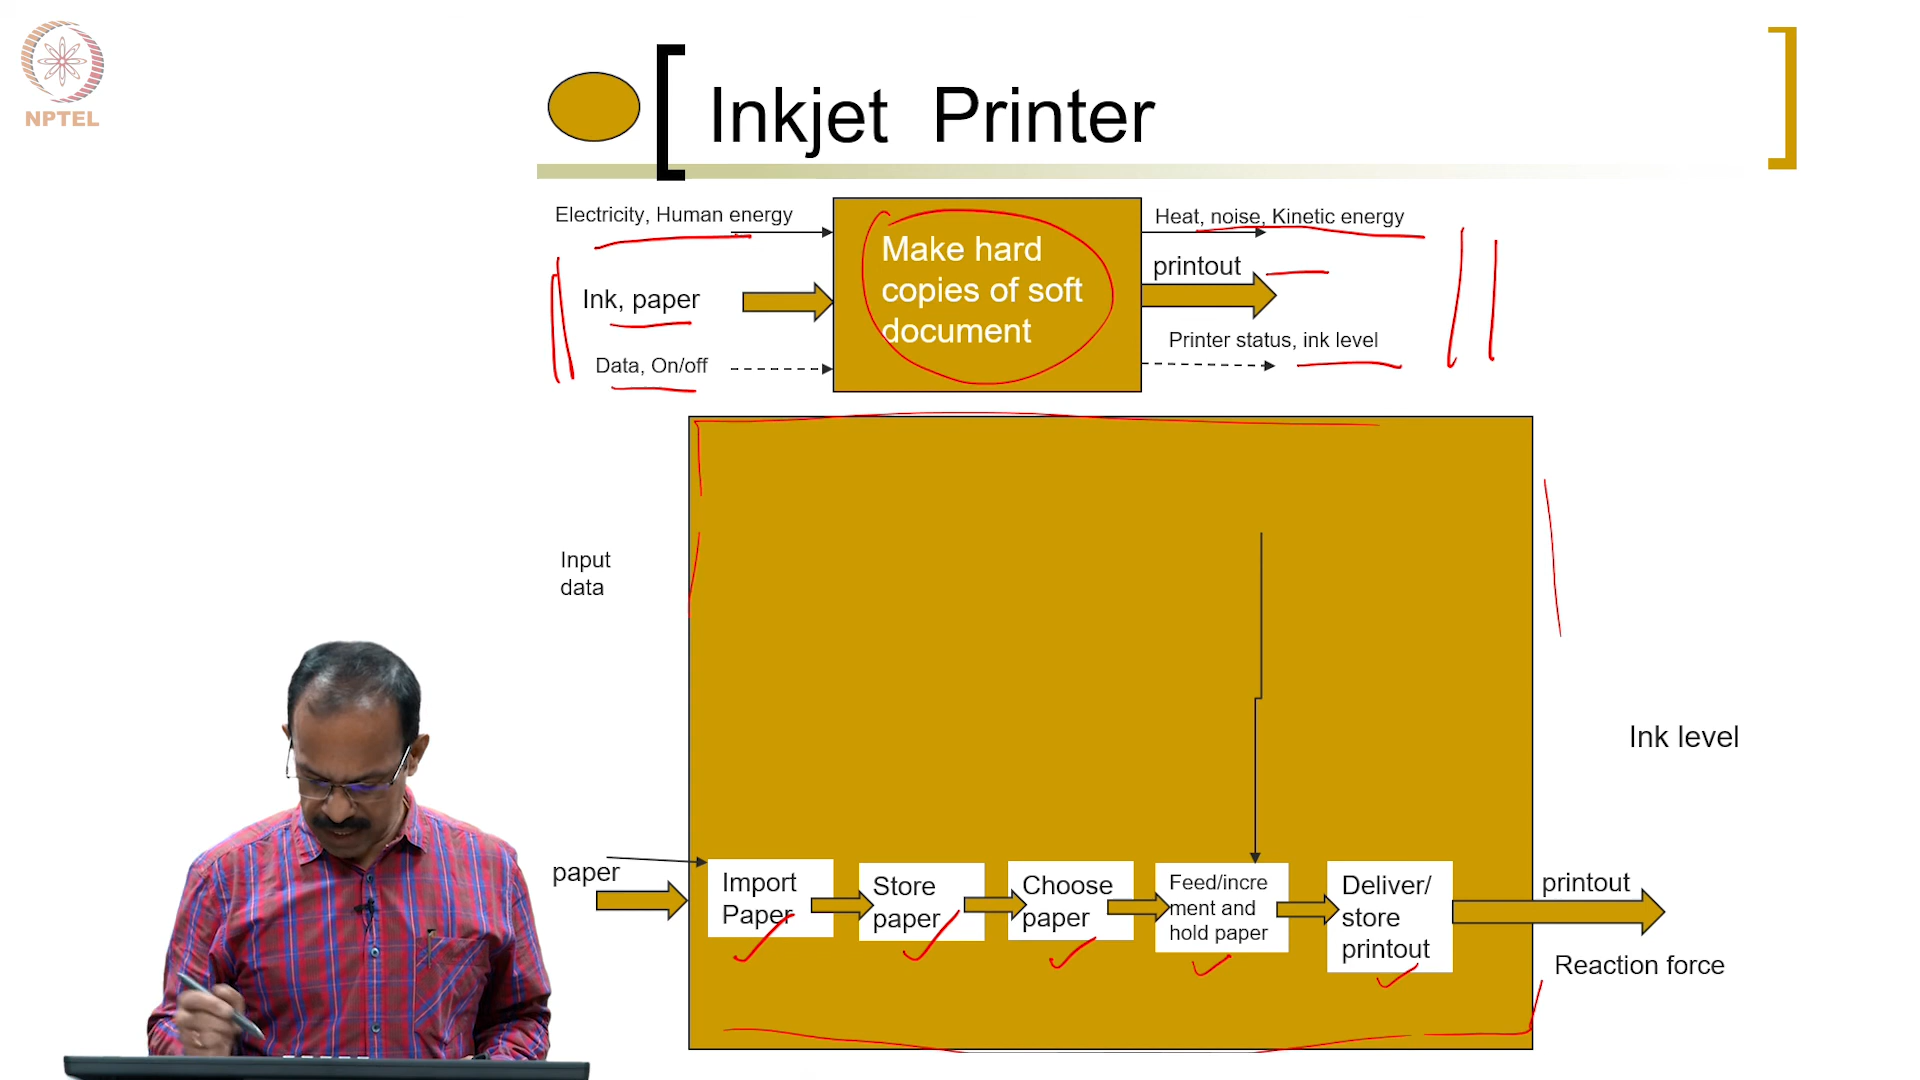 NPTEL
Inkjet Printer
Electricity, Human energy
Ink, paper
Data, On/off
Make hard
copies of soft
document
Heat, noise, Kinetic energy
printout
Printer status, ink level
Input
data
Ink level
paper
Import
Paper
Store
paper
Choose
paper
Feed/incre
ment and
hold paper
Deliver/
store
printout
printout
Reaction force